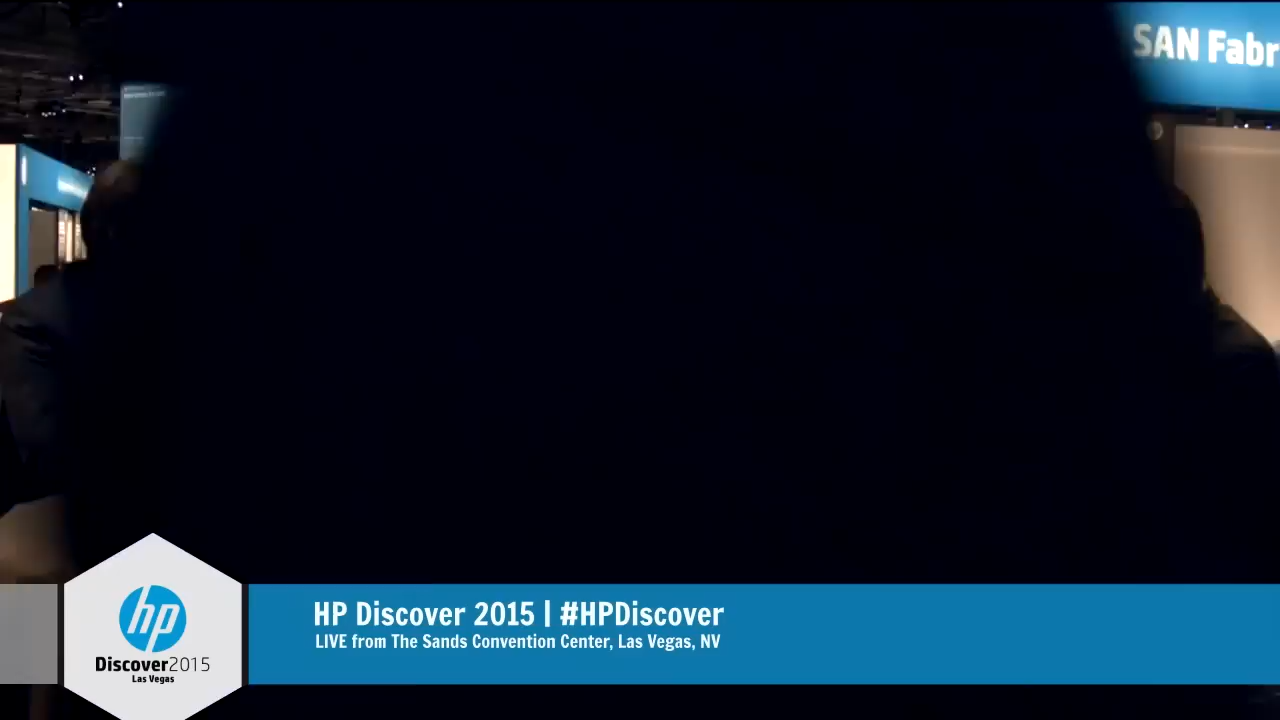 SAN Fabr
HP Discover 2015 | #HPDiscover
LIVE from The Sands Convention Center, Las Vegas, NV
hp
Discover2015
Las Vegas